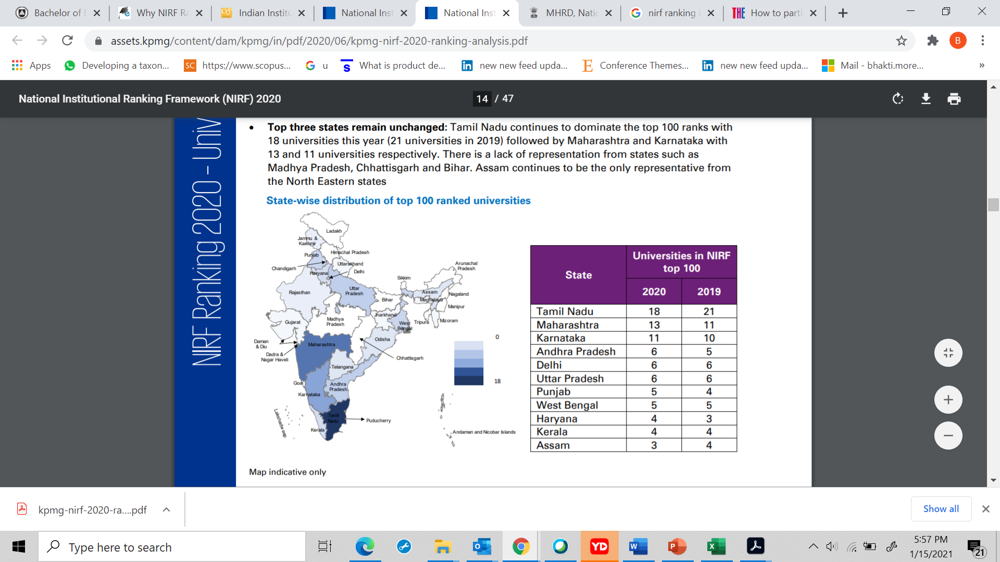 Bachelor of
Why NIRF Ra
Indian Institu
National Inst
National Inst
MHRD, Natio
nirf ranking i
THE How to parti
assets.kpmg/content/dam/kpmg/in/pdf/2020/06/kpmg-nirf-2020-ranking-analysis.pdf
B
Apps
Developing a taxon...
SC https://www.scopus...
u
What is product de...
new new feed upda...
Conference Themes...
new new feed upda...
Mail - bhakti.more...
»
National Institutional Ranking Framework (NIRF) 2020
14 / 47
NIRF Ranking 2020 - Univ
• Top three states remain unchanged: Tamil Nadu continues to dominate the top 100 ranks with
18 universities this year (21 universities in 2019) followed by Maharashtra and Karnataka with
13 and 11 universities respectively. There is a lack of representation from states such as
Madhya Pradesh, Chhattisgarh and Bihar. Assam continues to be the only representative from
the North Eastern states
State-wise distribution of top 100 ranked universities
Ladakh
Jammu &
Kashmir
Punjab
Himachal Pradesh
Uttarakhand
Chandigarh
Haryana
Delhi
Arunachal
Pradesh
Sikkim
Rajasthan
Uttar
Pradesh
Assam
Nagaland
Bihar
Meghalaya
Manipur
Gujarat
Madhya
Pradesh
Jharkhand
West
Bengal
Tripura
Mizoram
Daman
& Diu
Maharashtra
Odisha
Dadra &
Nagar Haveli
Chhattisgarh
Telangana
Goa
Andhra
Pradesh
Karnataka
Lakshadweep
Tamil
Nadu
Puducherry
Kerala
Andaman and Nicobar Islands
0
18
State
Universities in NIRF
top 100
2020 2019
Tamil Nadu 18 21
Maharashtra 13 11
Karnataka 11 10
Andhra Pradesh 6 5
Delhi 6 6
Uttar Pradesh 6 6
Punjab 5 4
West Bengal 5 5
Haryana 4 3
Kerala 4 4
Assam 3 4
Map indicative only
kpmg-nirf-2020-ra....pdf
Show all
Type here to search
YD
5:57 PM
1/15/2021
21